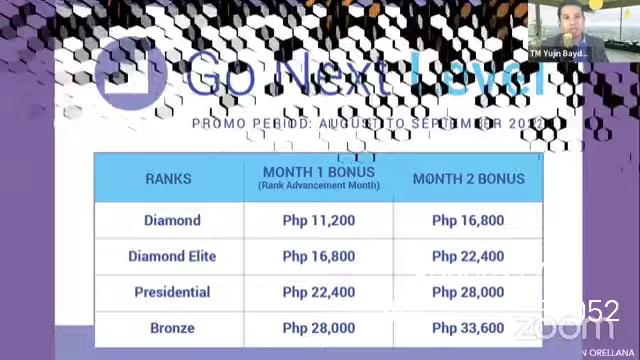 TM Yujn Bayd...
Go Next Level
PROMO PERIOD: AUGUST TO SEPTEMBER 2022
RANKS
MONTH 1 BONUS
(Rank Advancement Month)
MONTH 2 BONUS
Diamond Php 11,200 Php 16,800
Diamond Elite Php 16,800 Php 22,400
Presidential Php 22,400 Php 28,000
Bronze Php 28,000 Php 33,600
052
zoom
N ORELLANA